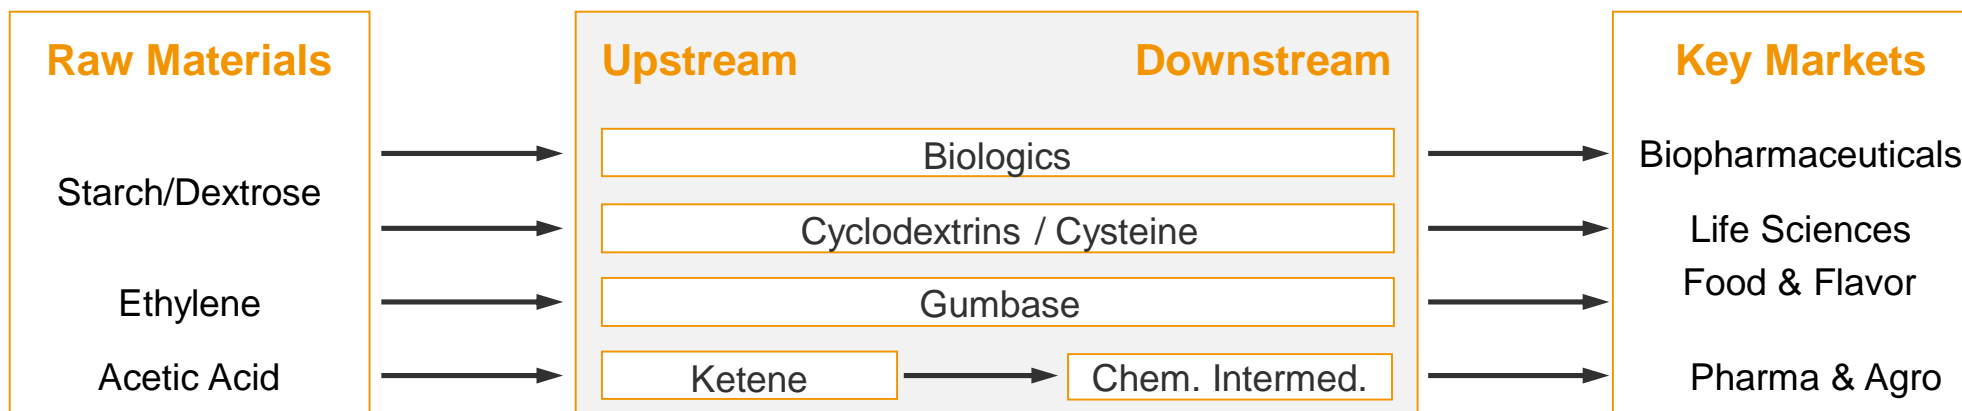 Raw Materials
Upstream
Downstream
Key Markets
Starch/Dextrose
Biologics
Biopharmaceuticals
Cyclodextrins / Cysteine
Life Sciences
Ethylene
Gumbase
Food & Flavor
Acetic Acid
Ketene
Chem. Intermed.
Pharma & Agro